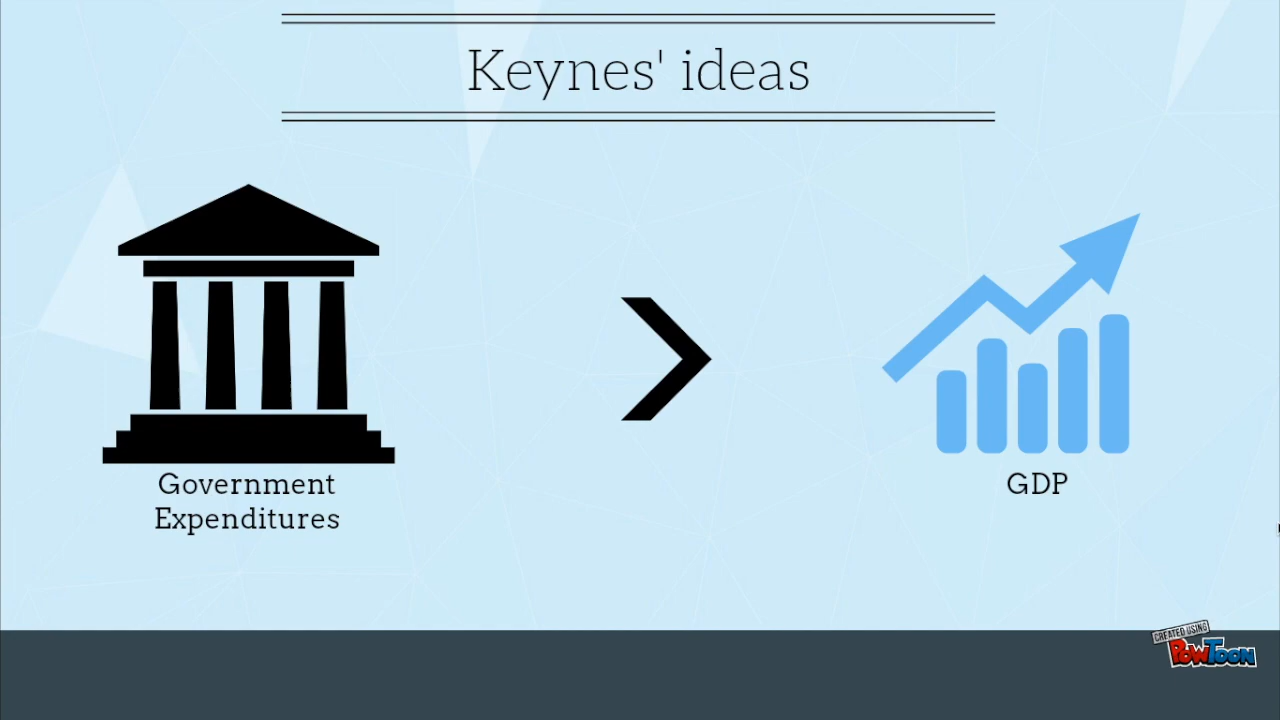 Keynes' ideas
Government
Expenditures
GDP
CREATED USING
POWTOON